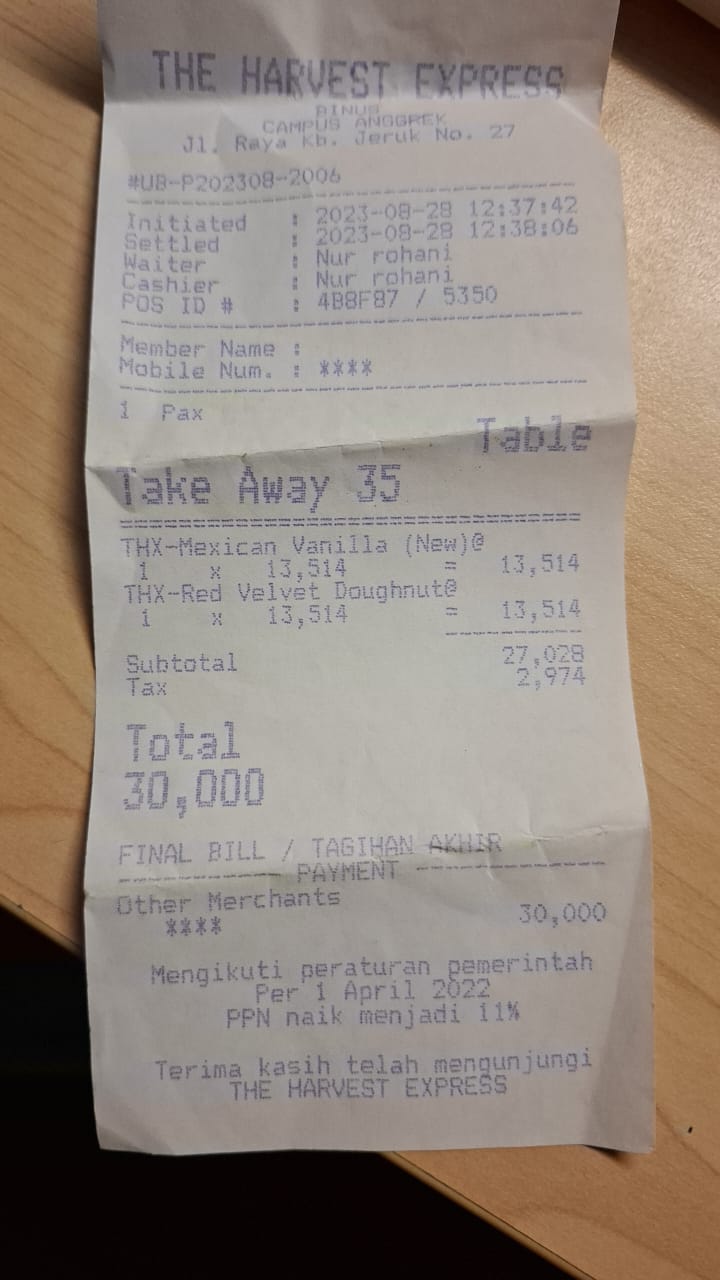 THE HARVEST EXPRESS
BINUS
CAMPUS ANGGREK
Jl. Raya Kb. Jeruk No. 27
#UB-P202308-2006
Initiated : 2023-08-28 12:37:42
Settled : 2023-08-28 12:38:06
Waiter : Nur rohani
Cashier : Nur rohani
POS ID # : 4B8F87 / 5350
Member Name :
Mobile Num. : ****
1 Pax
Table
Take Away 35
THX-Mexican Vanilla (New)@
1 x 13,514 = 13,514
THX-Red Velvet Doughnut@
1 x 13,514 = 13,514
Subtotal 27,028
Tax 2,974
Total
30,000
FINAL BILL / TAGIHAN AKHIR
PAYMENT
Other Merchants 30,000
****
Mengikuti peraturan pemerintah
Per 1 April 2022
PPN naik menjadi 11%
Terima kasih telah mengunjungi
THE HARVEST EXPRESS